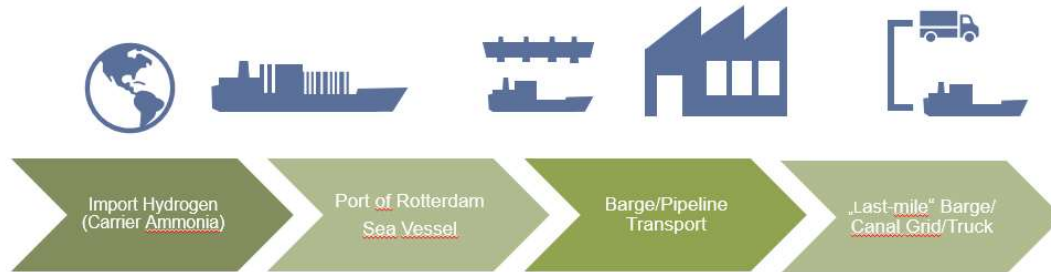 Import Hydrogen
(Carrier Ammonia)
Port of Rotterdam
Sea Vessel
Barge/Pipeline
Transport
„Last-mile“ Barge/
Canal Grid/Truck